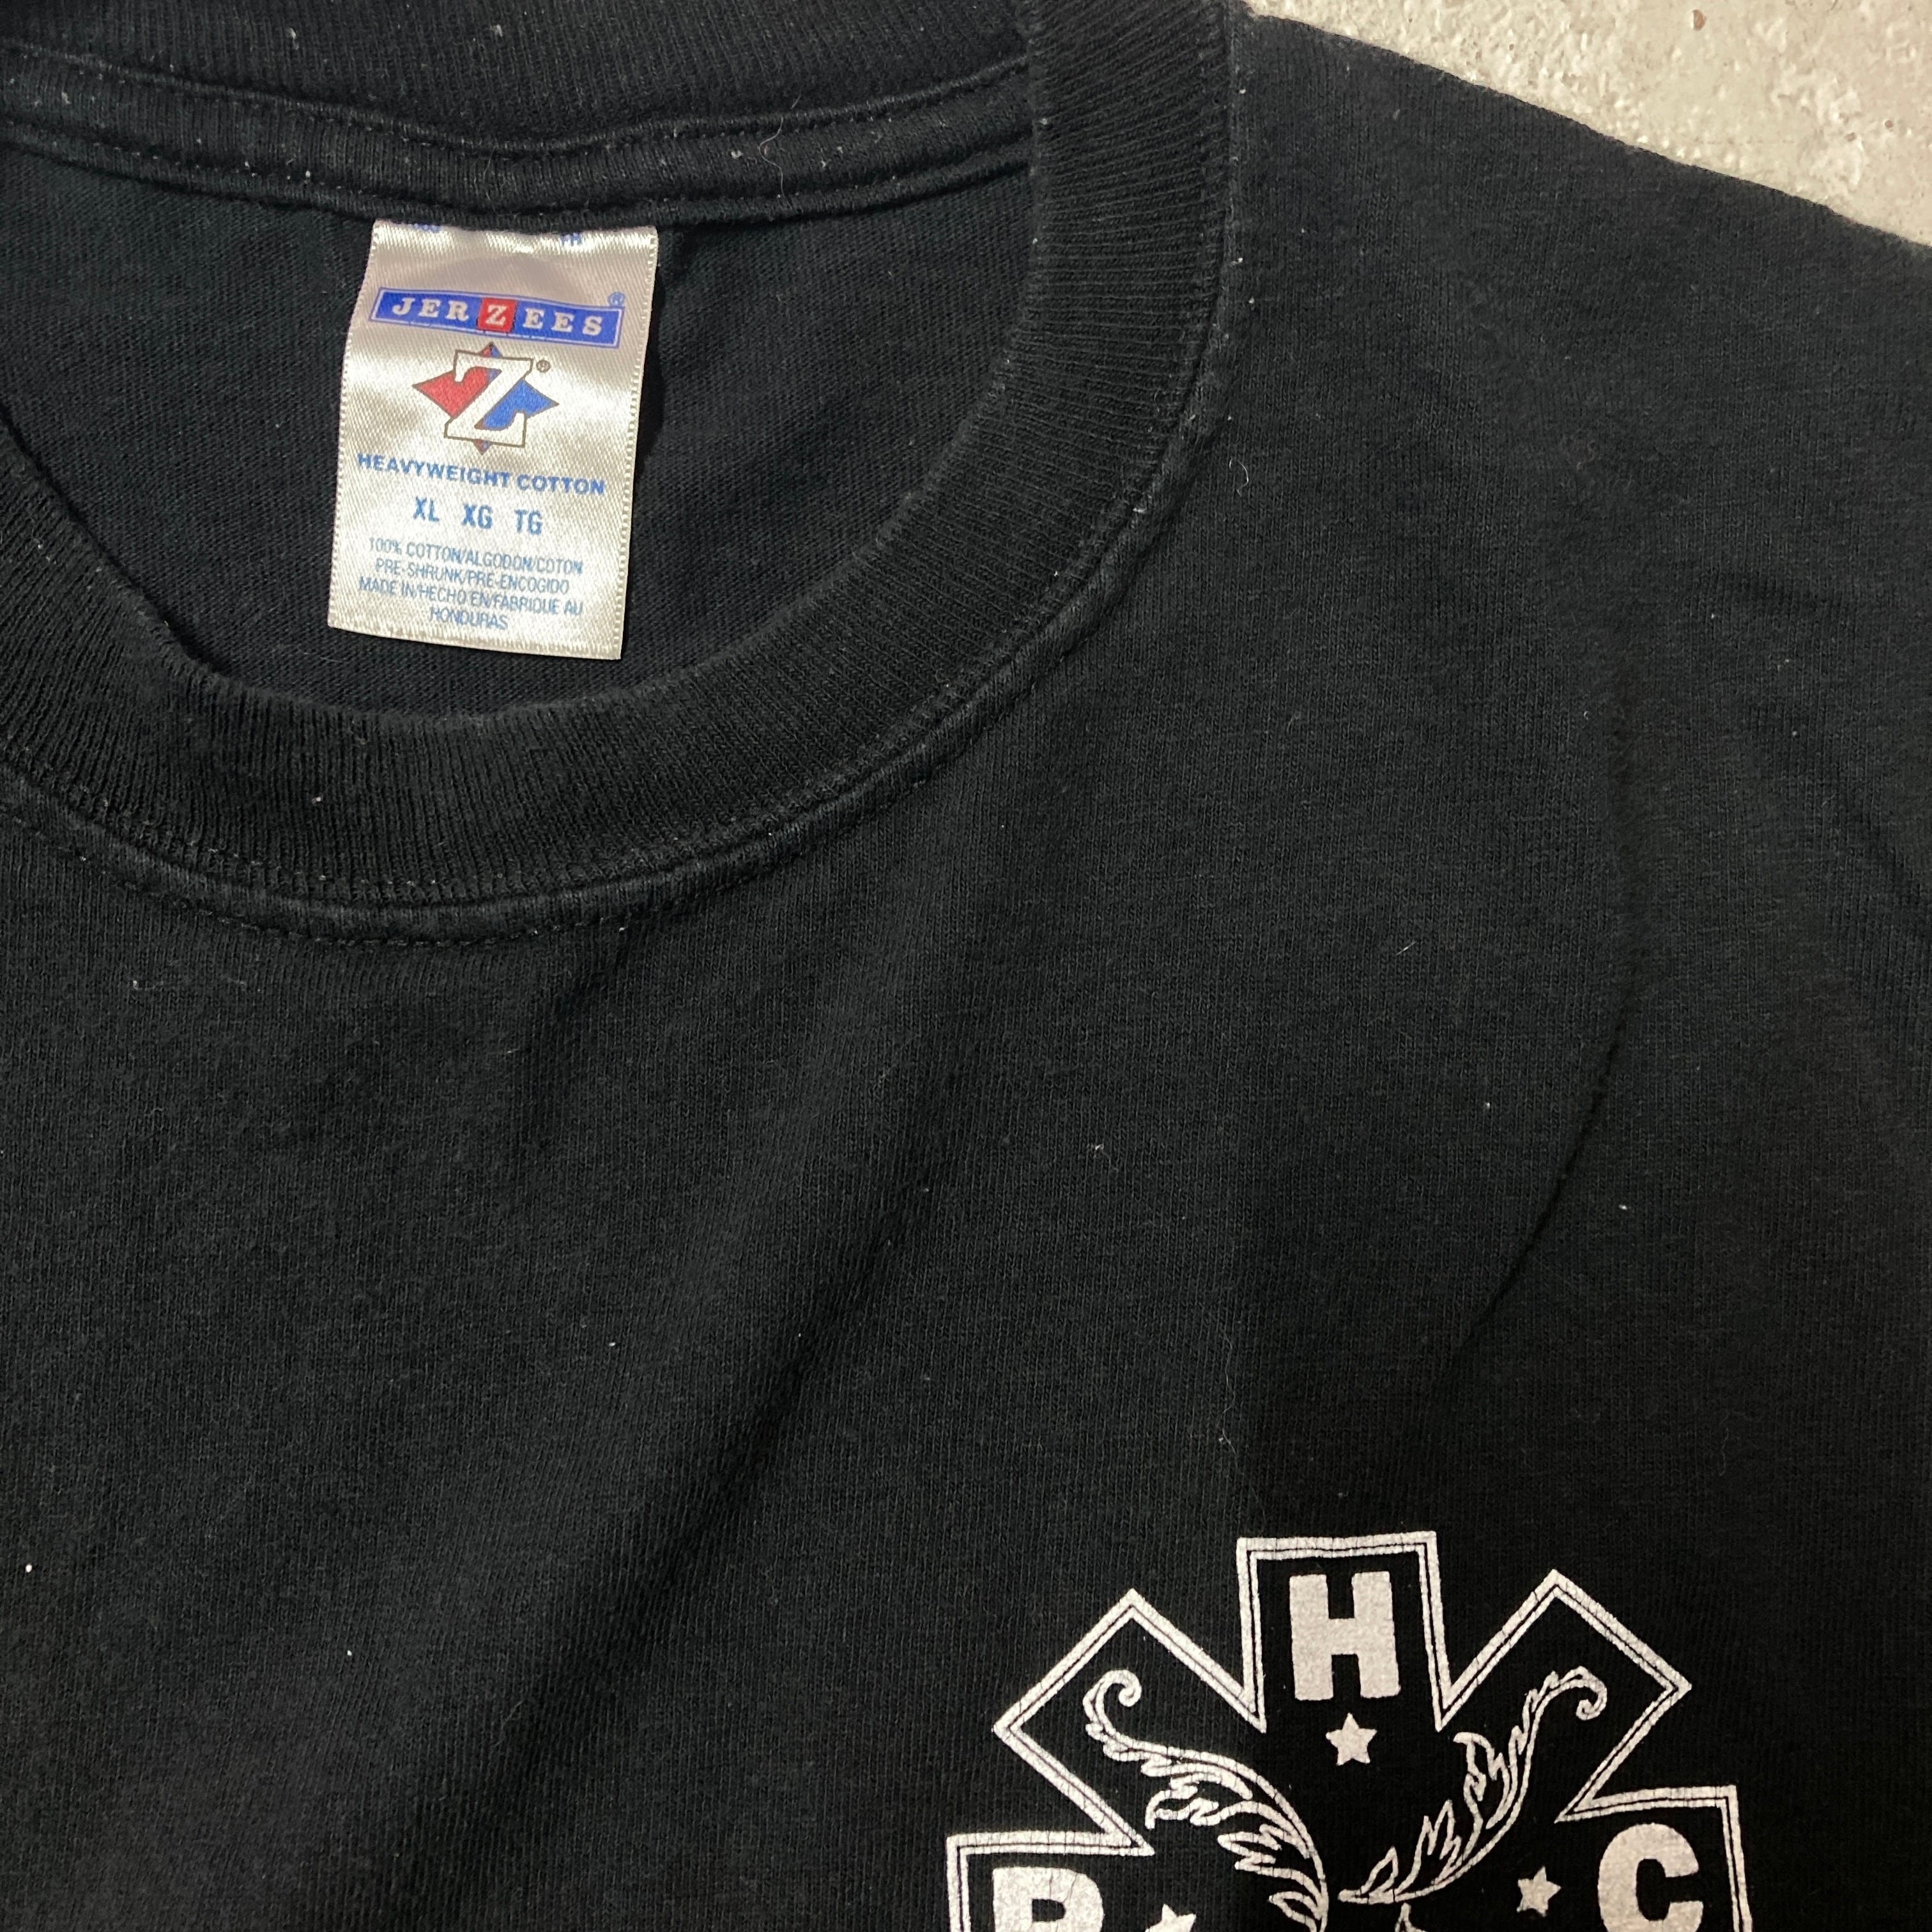 JERZEES®
Z®
HEAVYWEIGHT COTTON
XL XG TG
100% COTTON/ALGODON/COTON
PRE-SHRUNK/PRE-ENCOGIDO
MADE IN/HECHO EN/FABRIQUE AU
HONDURAS
H
C